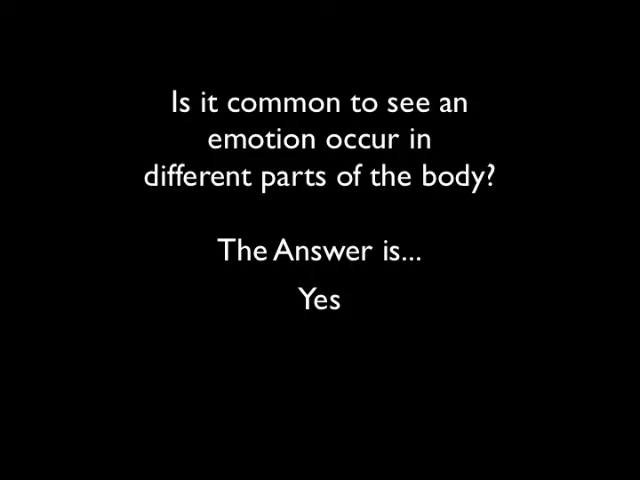 Is it common to see an
emotion occur in
different parts of the body?
The Answer is...
Yes